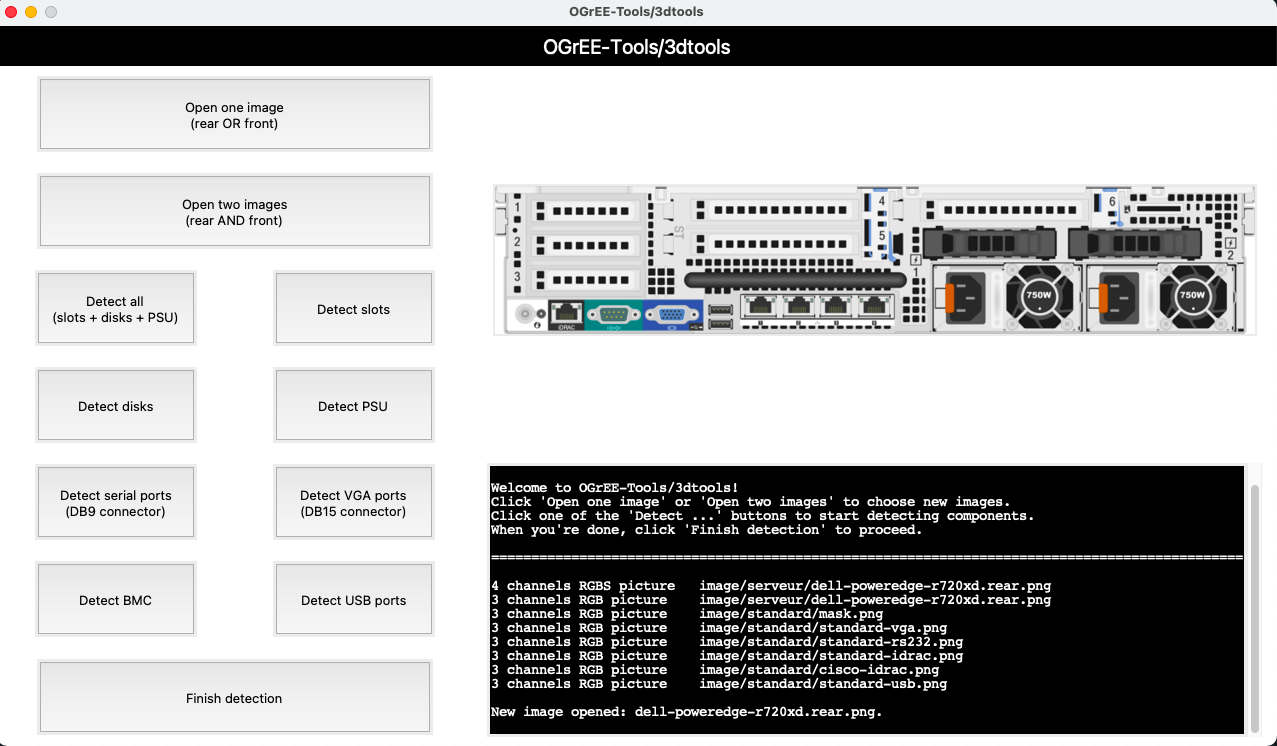 OGrEE-Tools/3dtools
OGrEE-Tools/3dtools
Open one image
(rear OR front)
Open two images
(rear AND front)
Detect all
(slots + disks + PSU)
Detect slots
Detect disks
Detect PSU
Detect serial ports
(DB9 connector)
Detect VGA ports
(DB15 connector)
Detect BMC
Detect USB ports
Finish detection
1
2
3
ST
4
5
6
1
2
iDRAC
750W
750W
Welcome to OGrEE-Tools/3dtools!
Click 'Open one image' or 'Open two images' to choose new images.
Click one of the 'Detect ...' buttons to start detecting components.
When you're done, click 'Finish detection' to proceed.
==============================================================================================
4 channels RGBS picture   image/serveur/dell-poweredge-r720xd.rear.png
3 channels RGB picture    image/serveur/dell-poweredge-r720xd.rear.png
3 channels RGB picture    image/standard/mask.png
3 channels RGB picture    image/standard/standard-vga.png
3 channels RGB picture    image/standard/standard-rs232.png
3 channels RGB picture    image/standard/standard-idrac.png
3 channels RGB picture    image/standard/cisco-idrac.png
3 channels RGB picture    image/standard/standard-usb.png
New image opened: dell-poweredge-r720xd.rear.png.